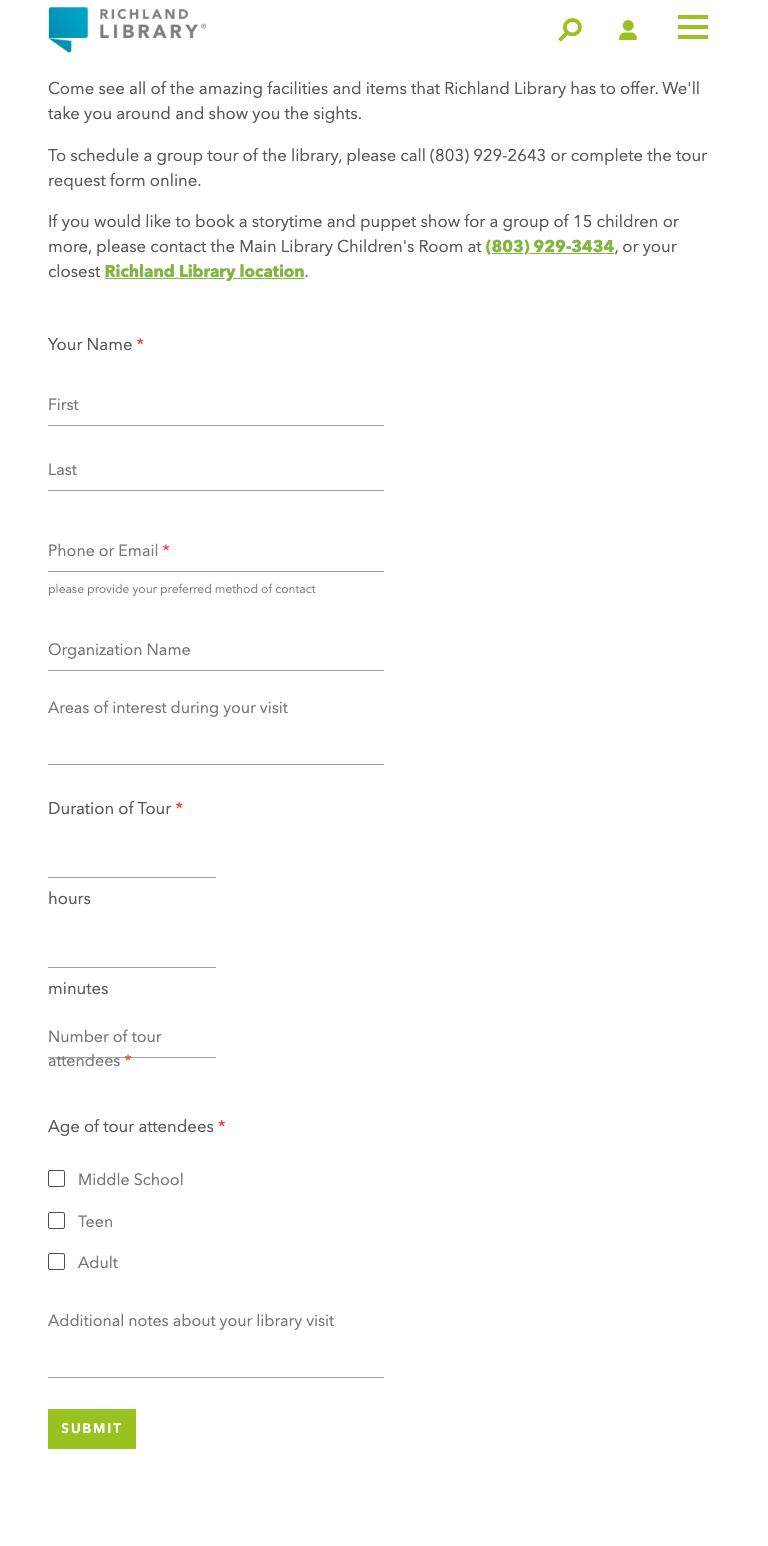 RICHLAND
LIBRARY®
Come see all of the amazing facilities and items that Richland Library has to offer. We'll
take you around and show you the sights.
To schedule a group tour of the library, please call (803) 929-2643 or complete the tour
request form online.
If you would like to book a storytime and puppet show for a group of 15 children or
more, please contact the Main Library Children's Room at (803) 929-3434, or your
closest Richland Library location.
Your Name *
First
Last
Phone or Email *
please provide your preferred method of contact
Organization Name
Areas of interest during your visit
Duration of Tour *
hours
minutes
Number of tour
attendees *
Age of tour attendees *
Middle School
Teen
Adult
Additional notes about your library visit
SUBMIT